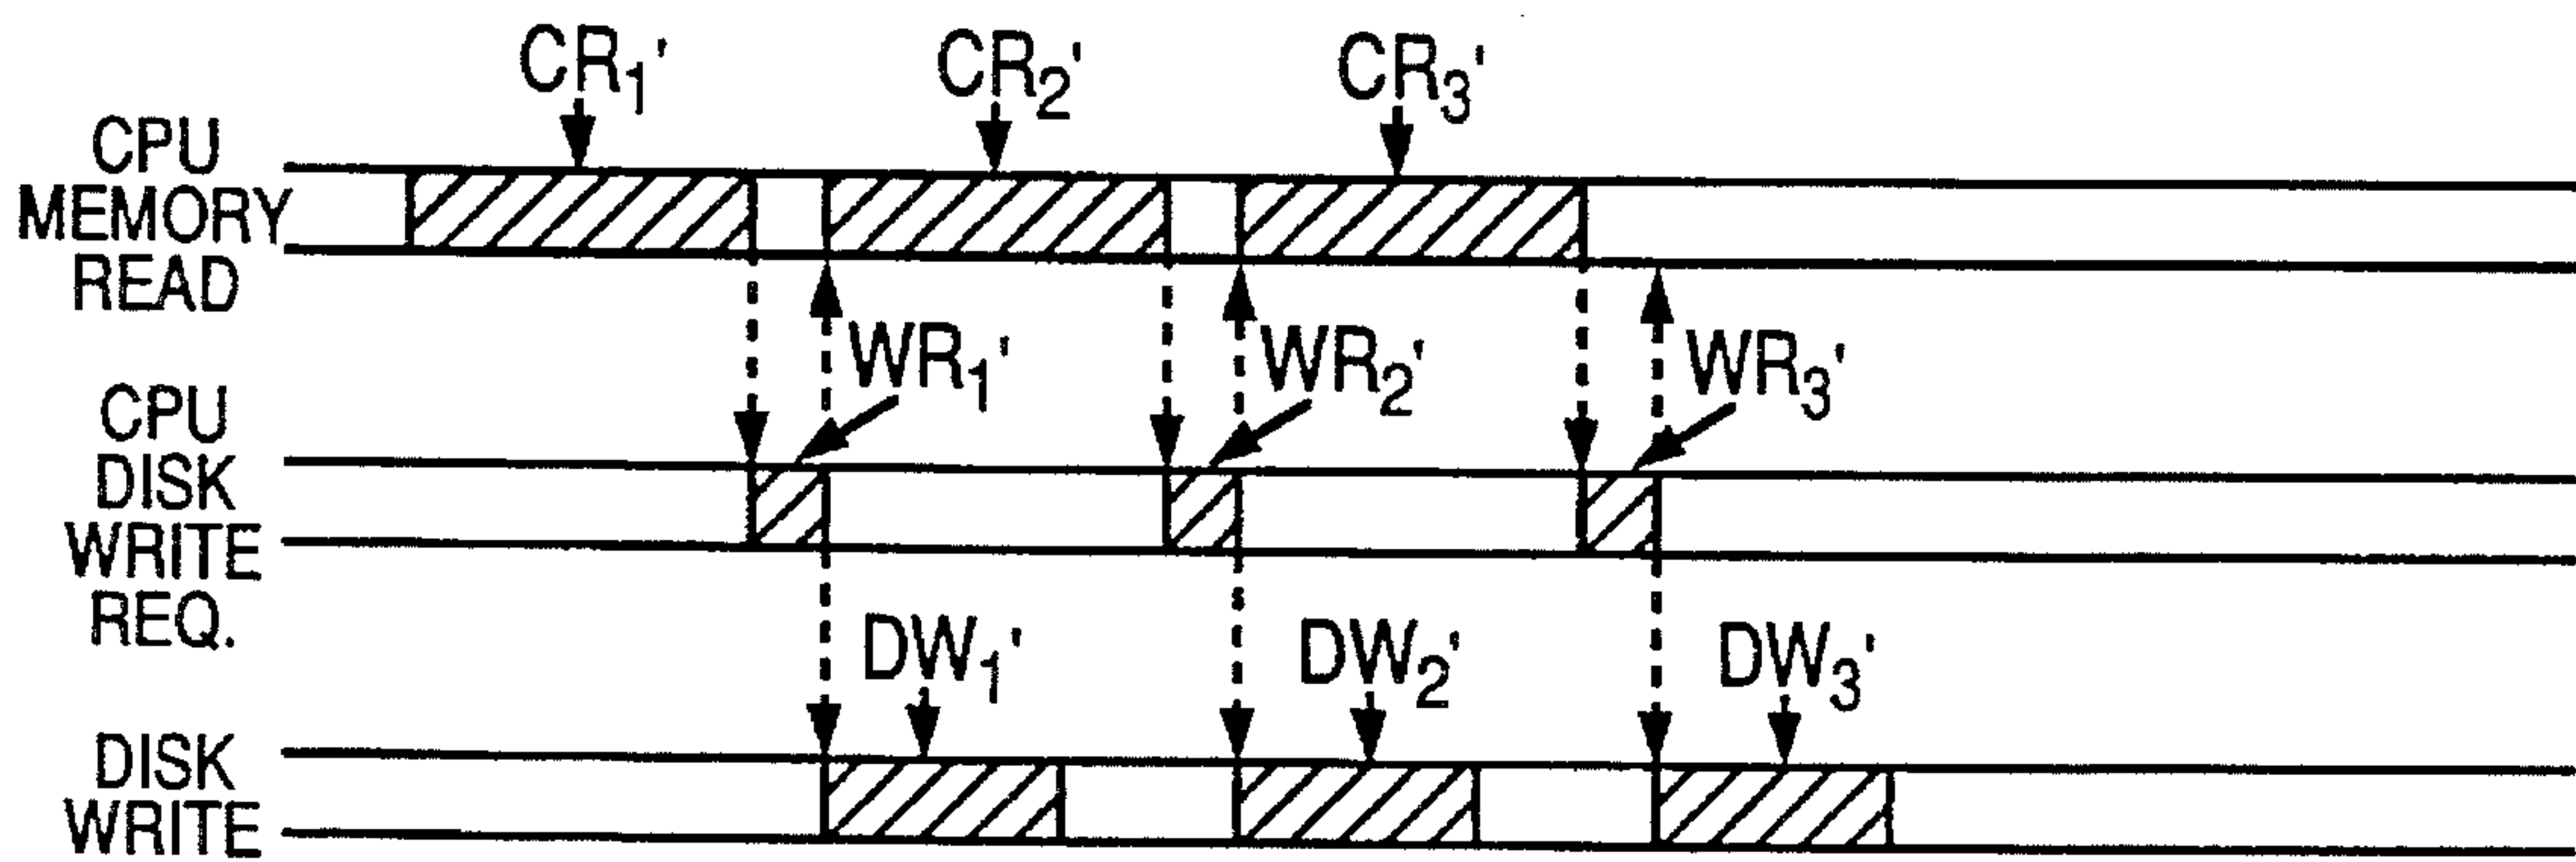 CR₁' CR₂' CR₃'
CPU
MEMORY
READ
WR₁' WR₂' WR₃'
CPU
DISK
WRITE
REQ.
DW₁' DW₂' DW₃'
DISK
WRITE